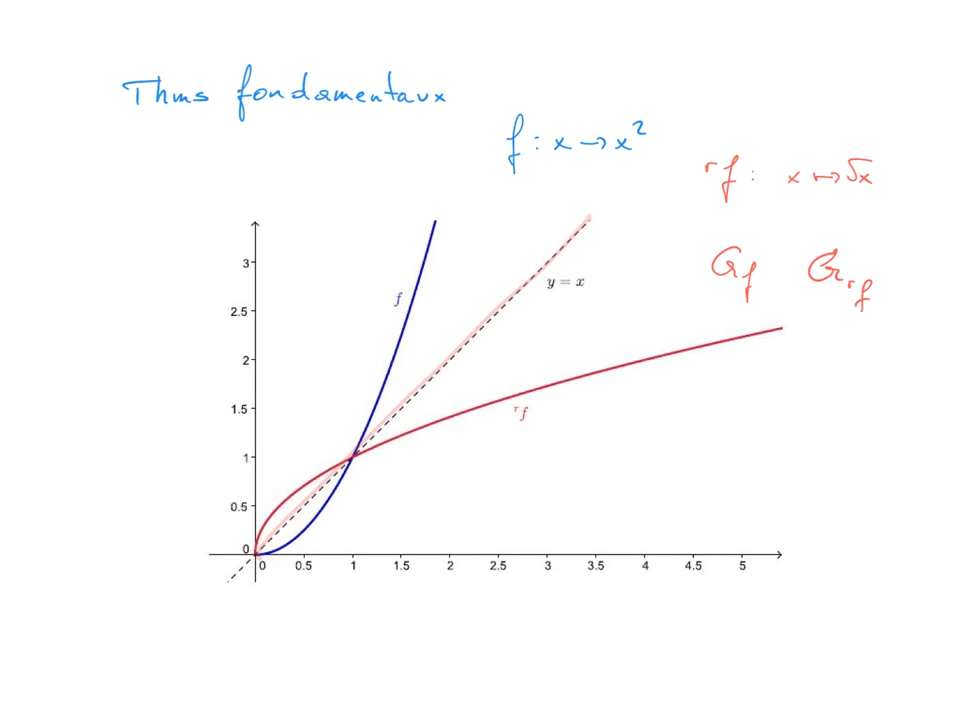 Thms fondamentaux
f : x → x²
ʳf : x ↦ √x
G_f G_ʳf
3
f
y = x
2.5
2
1.5
ʳf
1
0.5
0
0 0.5 1 1.5 2 2.5 3 3.5 4 4.5 5